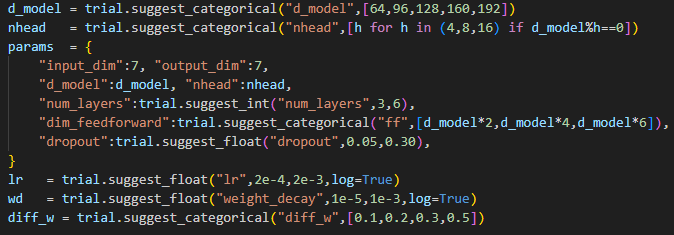 d_model = trial.suggest_categorical("d_model",[64,96,128,160,192])
nhead   = trial.suggest_categorical("nhead",[h for h in (4,8,16) if d_model%h==0])
params  = {
    "input_dim":7, "output_dim":7,
    "d_model":d_model, "nhead":nhead,
    "num_layers":trial.suggest_int("num_layers",3,6),
    "dim_feedforward":trial.suggest_categorical("ff",[d_model*2,d_model*4,d_model*6]),
    "dropout":trial.suggest_float("dropout",0.05,0.30),
}
lr   = trial.suggest_float("lr",2e-4,2e-3,log=True)
wd   = trial.suggest_float("weight_decay",1e-5,1e-3,log=True)
diff_w = trial.suggest_categorical("diff_w",[0.1,0.2,0.3,0.5])